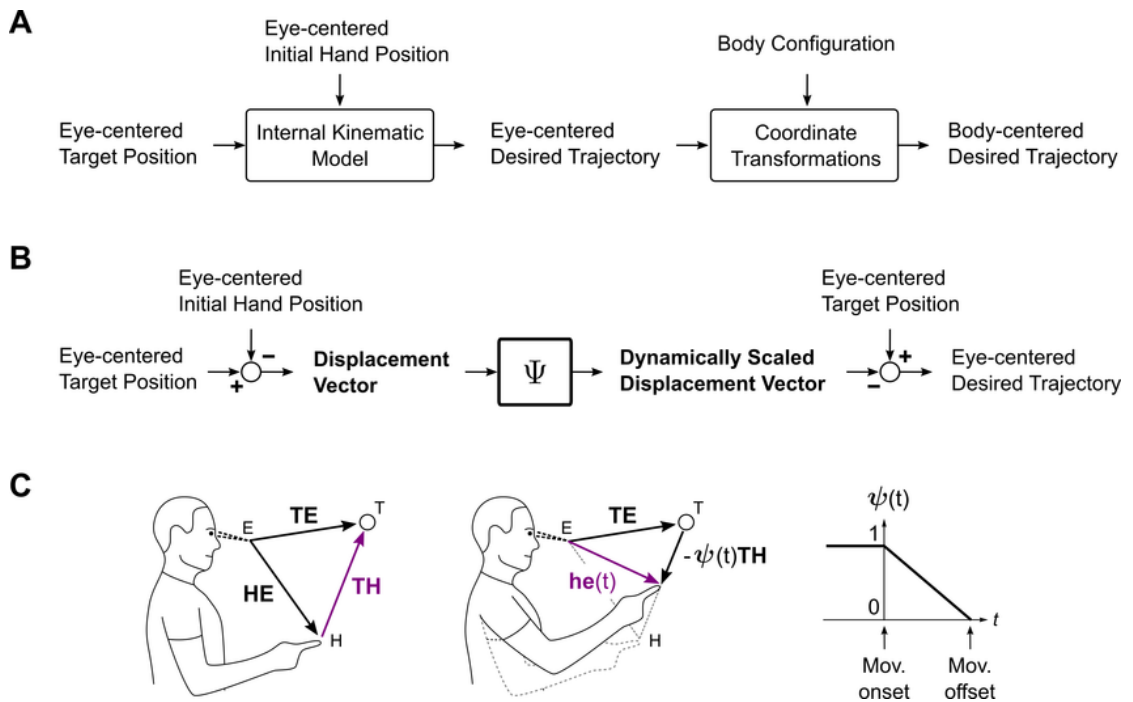 A
Eye-centered
Initial Hand Position
Body Configuration
Eye-centered
Target Position
Internal Kinematic
Model
Eye-centered
Desired Trajectory
Coordinate
Transformations
Body-centered
Desired Trajectory
B
Eye-centered
Initial Hand Position
Eye-centered
Target Position
Eye-centered
Target Position
−
+
Displacement
Vector
Ψ
Dynamically Scaled
Displacement Vector
+
−
Eye-centered
Desired Trajectory
C
E
TE
T
HE
TH
H
E
TE
T
he(t)
-ψ(t)TH
H
ψ(t)
1
0
t
Mov.
onset
Mov.
offset